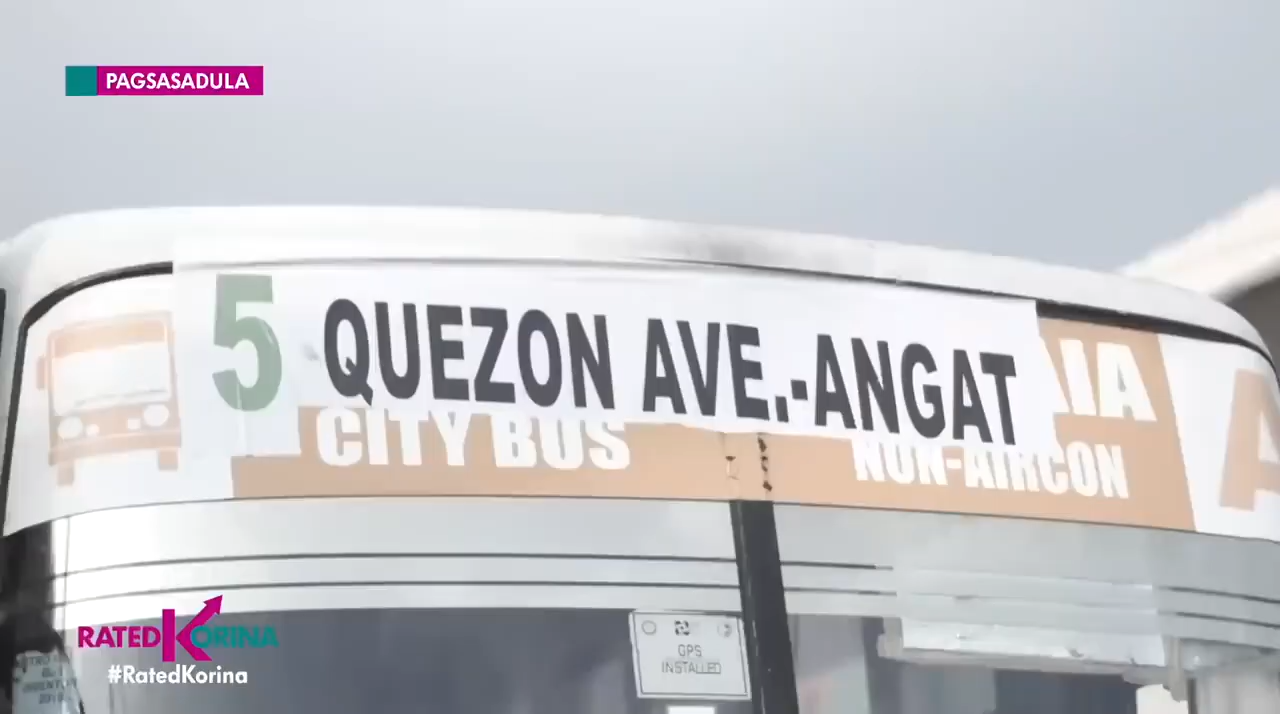 PAGSASADULA
5 QUEZON AVE.-ANGAT
CITY BUS
NON-AIRCON
GPS
INSTALLED
RATED KORINA
#RatedKorina